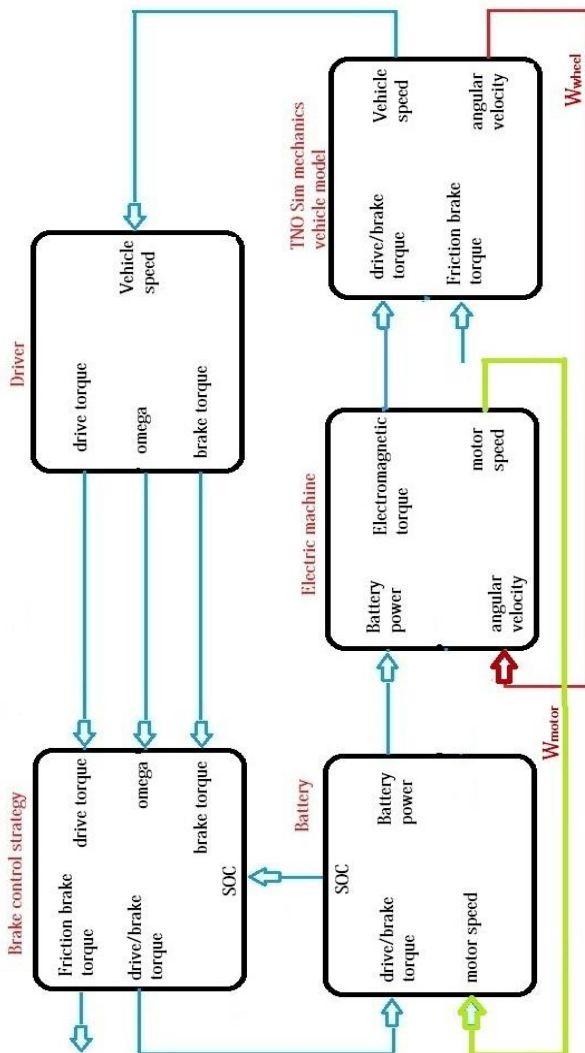 Brake control strategy
Friction brake
torque
drive/brake
torque
drive torque
omega
brake torque
SOC
Driver
drive torque
omega
brake torque
Vehicle
speed
Battery
SOC
drive/brake
torque
motor speed
Battery
power
Electric machine
Battery
power
angular
velocity
Electromagnetic
torque
motor
speed
TNO Sim mechanics
vehicle model
drive/brake
torque
Friction brake
torque
Vehicle
speed
angular
velocity
Wmotor
Wwheel